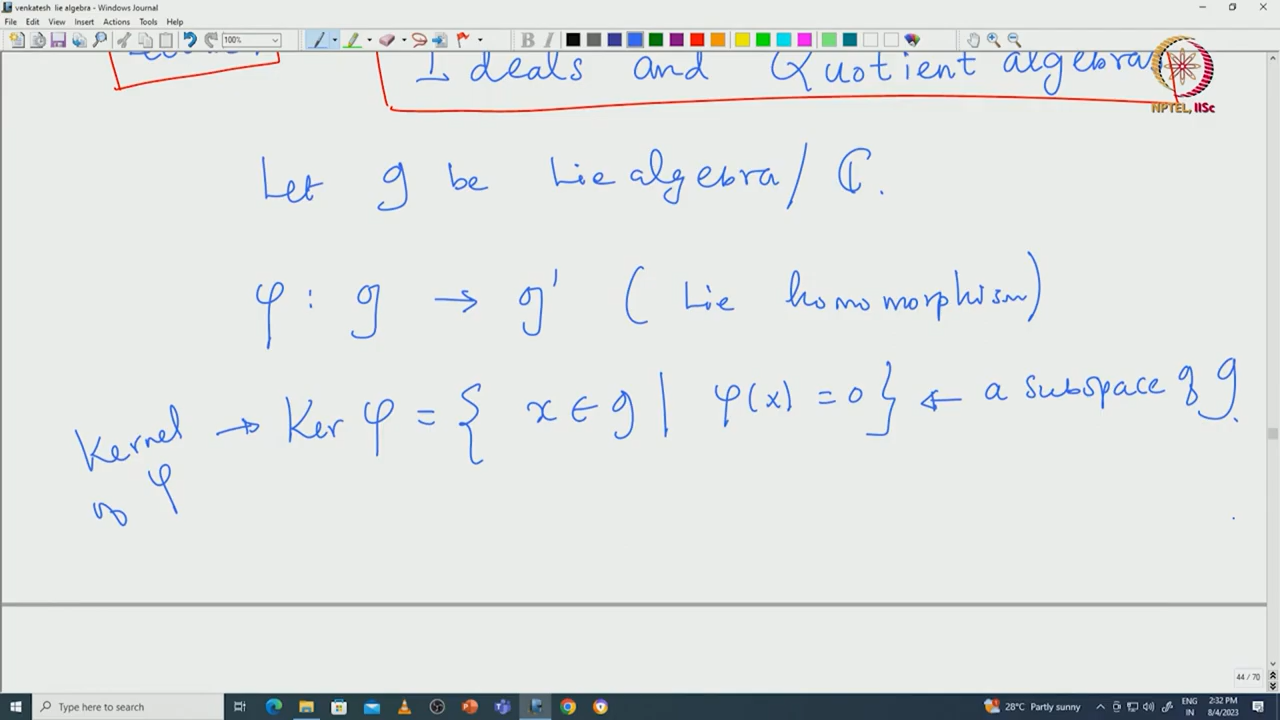 venkatesh lie algebra - Windows Journal
File Edit View Insert Actions Tools Help
100%
B I
Ideals and Quotient algebra
NPTEL, IISc
Let g be Lie algebra / ℂ.
φ : g → g' ( Lie homomorphism)
Kernel → Ker φ = { x ∈ g | φ(x) = 0 } ← a subspace of g.
of φ
44 / 70
Type here to search
28°C Partly sunny
ENG
IN
2:32 PM
8/4/2023